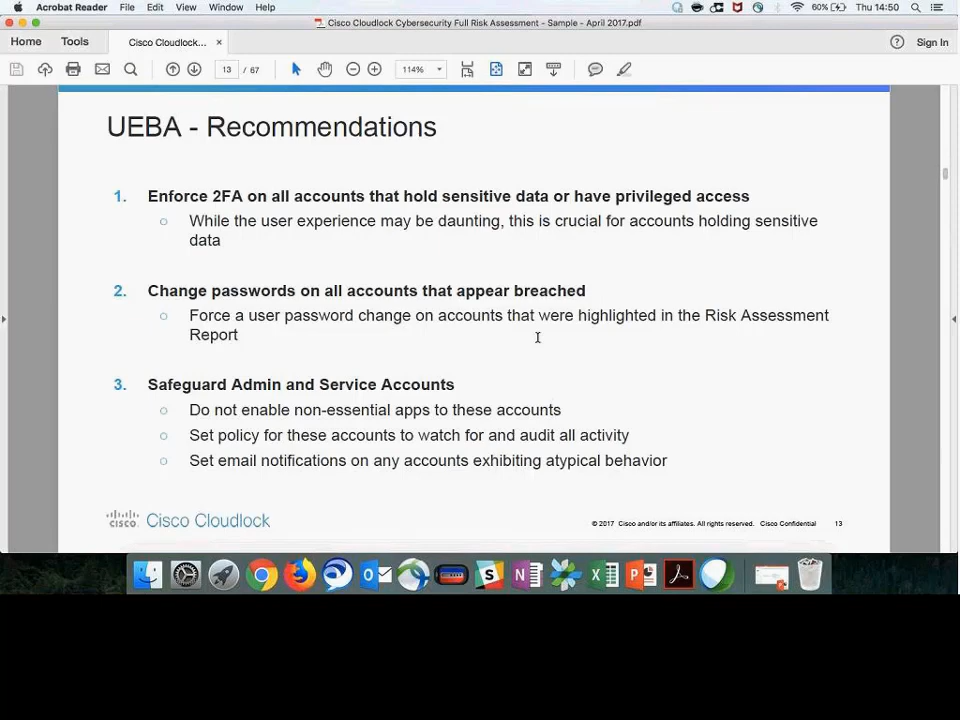 Acrobat Reader File Edit View Window Help 60% Thu 14:50
Cisco Cloudlock Cybersecurity Full Risk Assessment - Sample - April 2017.pdf
Home Tools Cisco Cloudlock... × Sign In
13 / 67 114%
UEBA - Recommendations
1. Enforce 2FA on all accounts that hold sensitive data or have privileged access
○ While the user experience may be daunting, this is crucial for accounts holding sensitive
data
2. Change passwords on all accounts that appear breached
○ Force a user password change on accounts that were highlighted in the Risk Assessment
Report
3. Safeguard Admin and Service Accounts
○ Do not enable non-essential apps to these accounts
○ Set policy for these accounts to watch for and audit all activity
○ Set email notifications on any accounts exhibiting atypical behavior
CISCO Cisco Cloudlock © 2017 Cisco and/or its affiliates. All rights reserved. Cisco Confidential 13